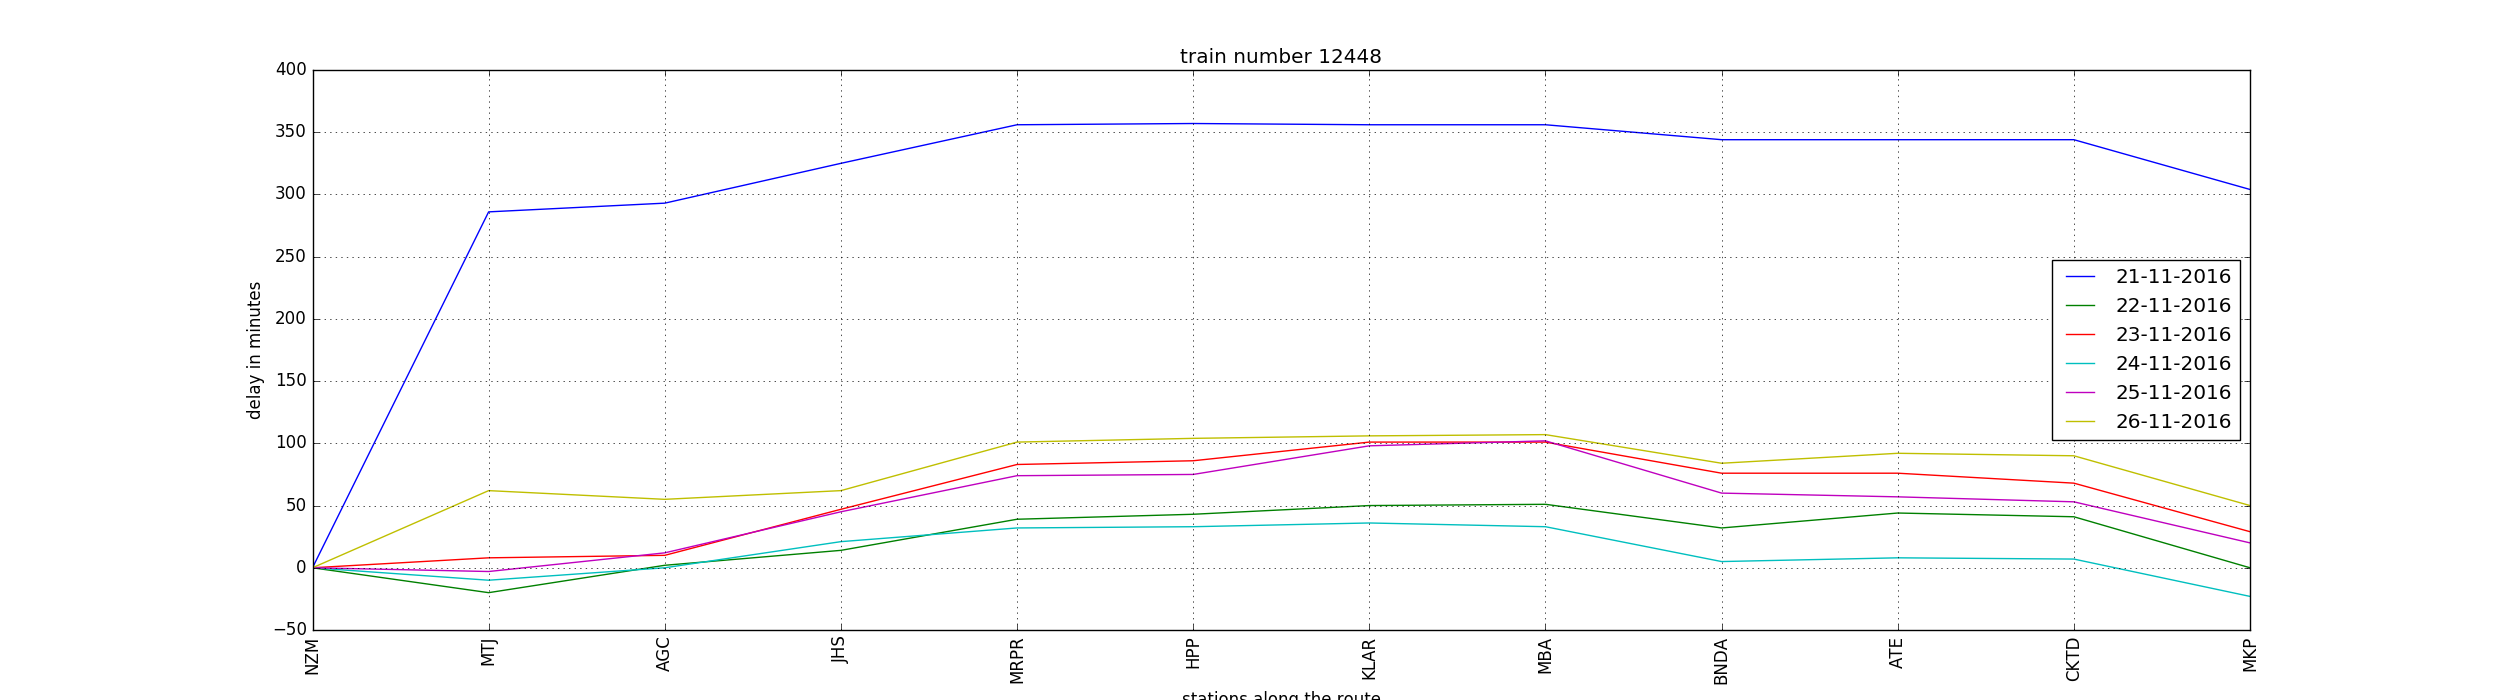 train number 12448
400
350
300
250
200
150
100
50
0
−50
delay in minutes
21-11-2016
22-11-2016
23-11-2016
24-11-2016
25-11-2016
26-11-2016
NZM
MTJ
AGC
JHS
MRPR
HPP
KLAR
MBA
BNDA
ATE
CKTD
MKP
stations along the route